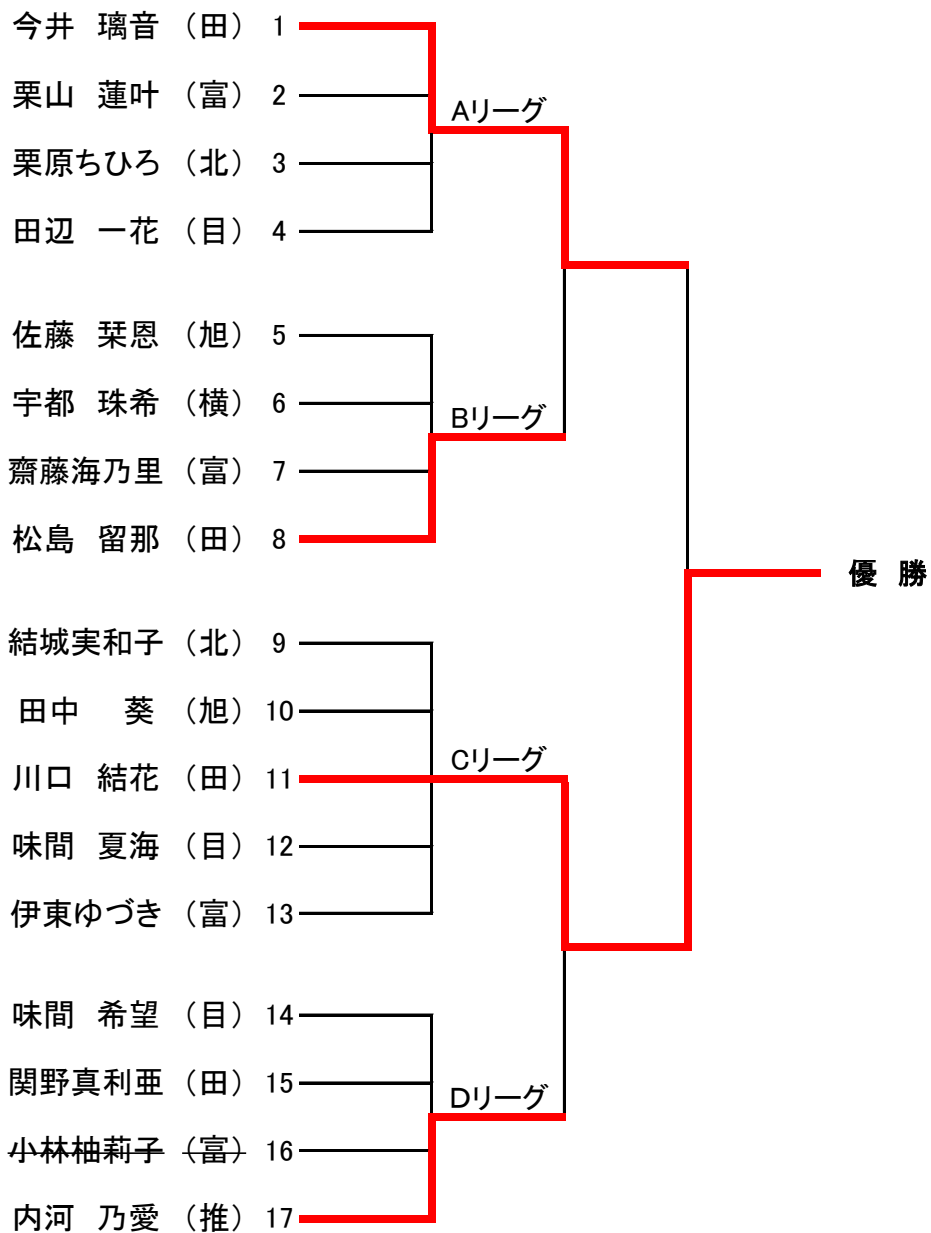 今井 璃音 (田) 1
栗山 蓮叶 (富) 2
Aリーグ
栗原ちひろ (北) 3
田辺 一花 (目) 4
佐藤 栞恩 (旭) 5
宇都 珠希 (横) 6
Bリーグ
齋藤海乃里 (富) 7
松島 留那 (田) 8
優 勝
結城実和子 (北) 9
田中 葵 (旭) 10
Cリーグ
川口 結花 (田) 11
味間 夏海 (目) 12
伊東ゆづき (富) 13
味間 希望 (目) 14
関野真利亜 (田) 15
Dリーグ
小林柚莉子 (富) 16
内河 乃愛 (推) 17